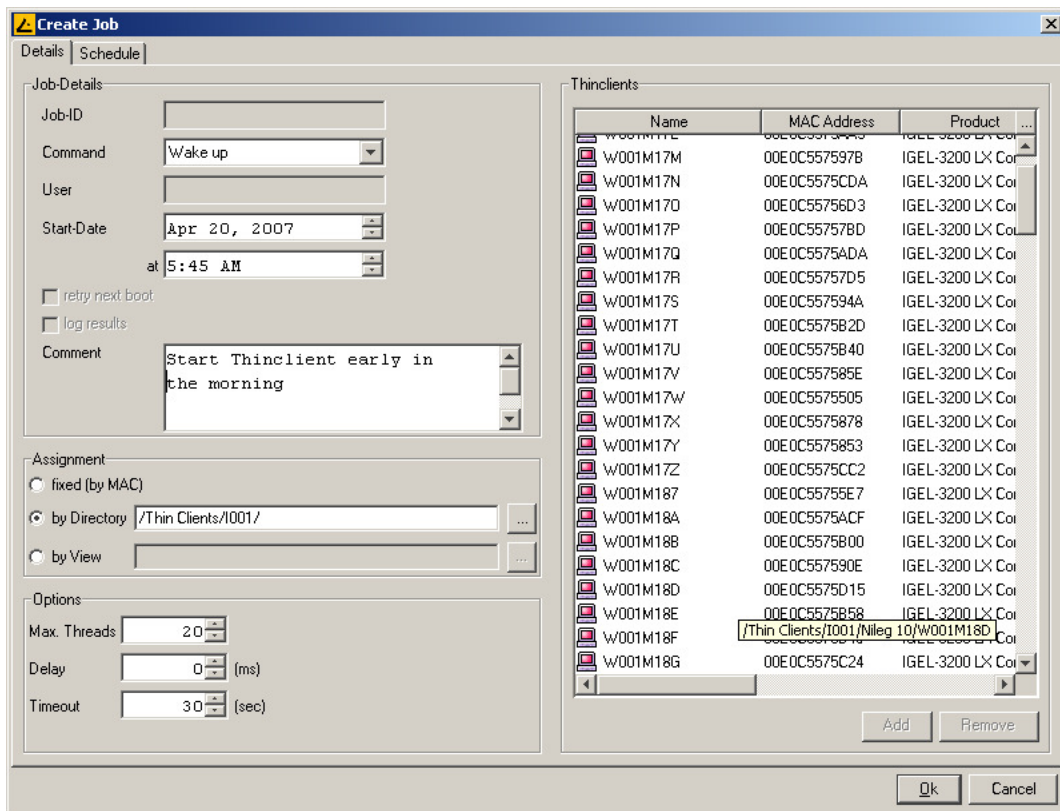 Create Job
Details Schedule
Job-Details
Job-ID
Command Wake up
User
Start-Date Apr 20, 2007
at 5:45 AM
retry next boot
log results
Comment Start Thinclient early in
the morning
Assignment
fixed (by MAC)
by Directory /Thin Clients/I001/ ...
by View ...
Options
Max. Threads 20
Delay 0 (ms)
Timeout 30 (sec)
Thinclients
Name MAC Address Product ...
W001M17M 00E0C557597B IGEL-3200 LX Co
W001M17N 00E0C5575CDA IGEL-3200 LX Co
W001M17O 00E0C55756D3 IGEL-3200 LX Co
W001M17P 00E0C55757BD IGEL-3200 LX Co
W001M17Q 00E0C5575ADA IGEL-3200 LX Co
W001M17R 00E0C55757D5 IGEL-3200 LX Co
W001M17S 00E0C557594A IGEL-3200 LX Co
W001M17T 00E0C5575B2D IGEL-3200 LX Co
W001M17U 00E0C5575B40 IGEL-3200 LX Co
W001M17V 00E0C557585E IGEL-3200 LX Co
W001M17W 00E0C5575505 IGEL-3200 LX Co
W001M17X 00E0C5575878 IGEL-3200 LX Co
W001M17Y 00E0C5575853 IGEL-3200 LX Co
W001M17Z 00E0C5575CC2 IGEL-3200 LX Co
W001M187 00E0C55755E7 IGEL-3200 LX Co
W001M18A 00E0C5575ACF IGEL-3200 LX Co
W001M18B 00E0C5575B00 IGEL-3200 LX Co
W001M18C 00E0C557590E IGEL-3200 LX Co
W001M18D 00E0C5575D15 IGEL-3200 LX Co
W001M18E 00E0C5575B58 IGEL-3200 LX Co
/Thin Clients/I001/Nileg 10/W001M18D
W001M18F
W001M18G 00E0C5575C24 IGEL-3200 LX Co
Add Remove
Ok Cancel